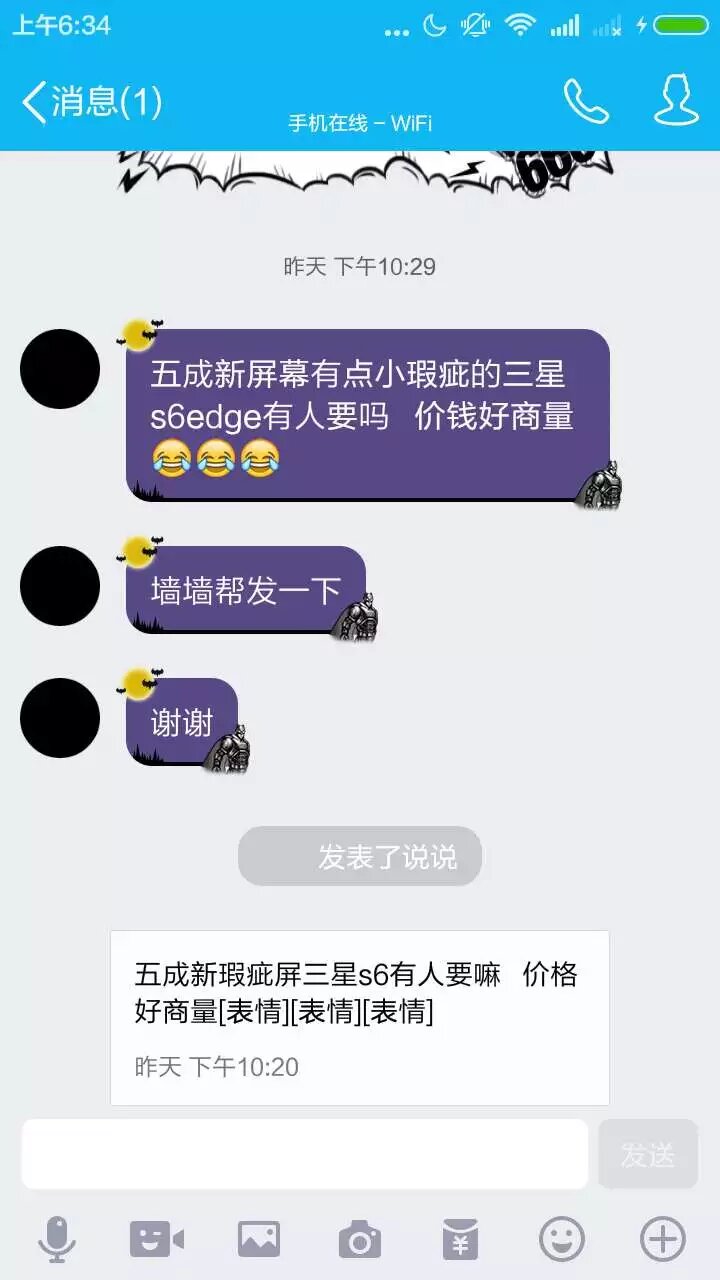 上午6:34
消息(1)
手机在线 – WiFi
666
昨天 下午10:29
五成新屏幕有点小瑕疵的三星
s6edge有人要吗 价钱好商量
😂😂😂
墙墙帮发一下
谢谢
发表了说说
五成新瑕疵屏三星s6有人要嘛 价格
好商量[表情][表情][表情]
昨天 下午10:20
发送